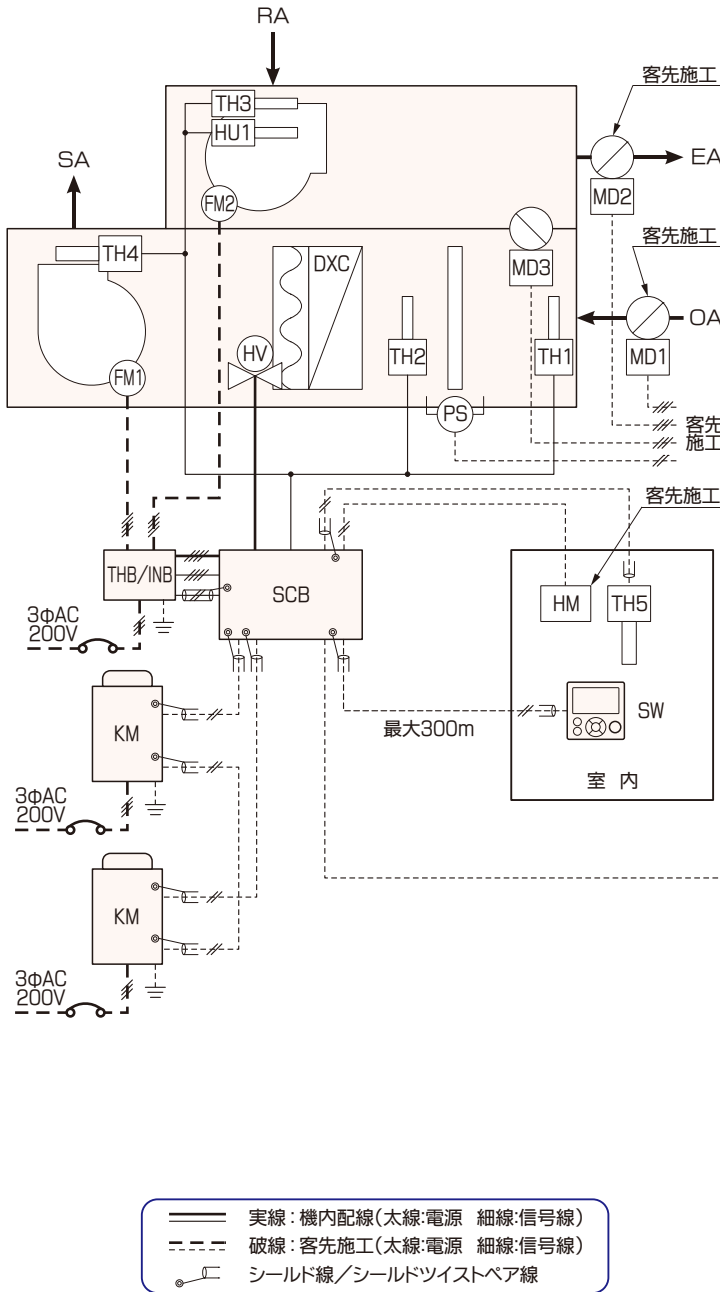 RA
客先施工
TH3
HU1
SA
EA
FM2
MD2
客先施工
TH4
MD3
DXC
OA
HV
TH2
TH1
MD1
FM1
PS
客先
施工
客先施工
THB/INB
SCB
HM
TH5
3φAC
200V
SW
最大300m
KM
室 内
3φAC
200V
KM
3φAC
200V
実線：機内配線(太線:電源 細線:信号線)
破線：客先施工(太線:電源 細線:信号線)
シールド線／シールドツイストペア線